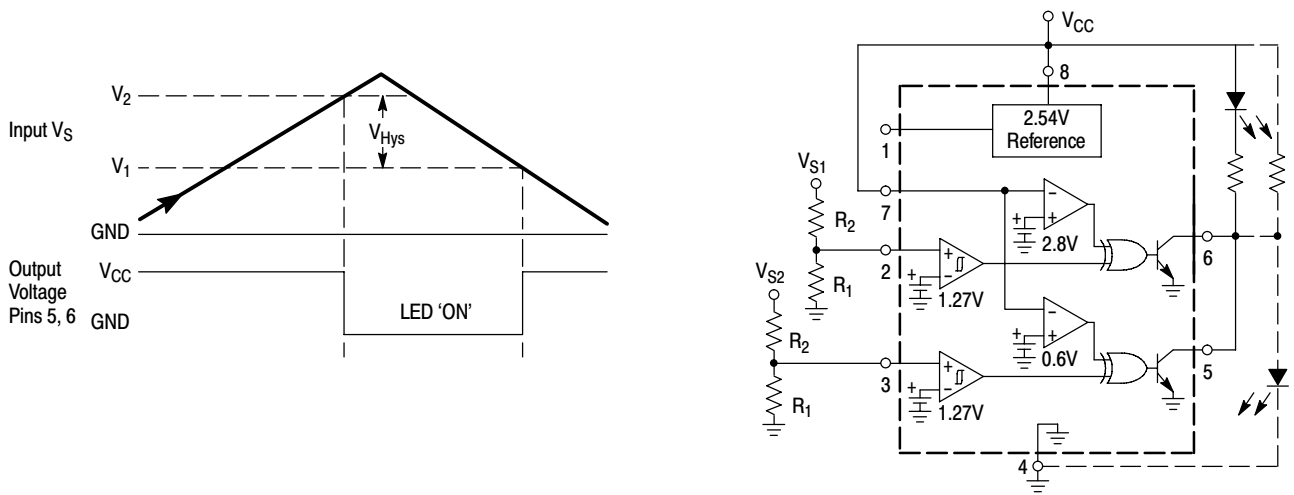 V2
Input VS
VHys
V1
GND
Output
Voltage
Pins 5, 6
VCC
GND
LED ‘ON’
VCC
8
2.54V
Reference
1
VS1
7
R2
2.8V
6
2
R1
1.27V
VS2
R2
0.6V
5
3
R1
1.27V
4